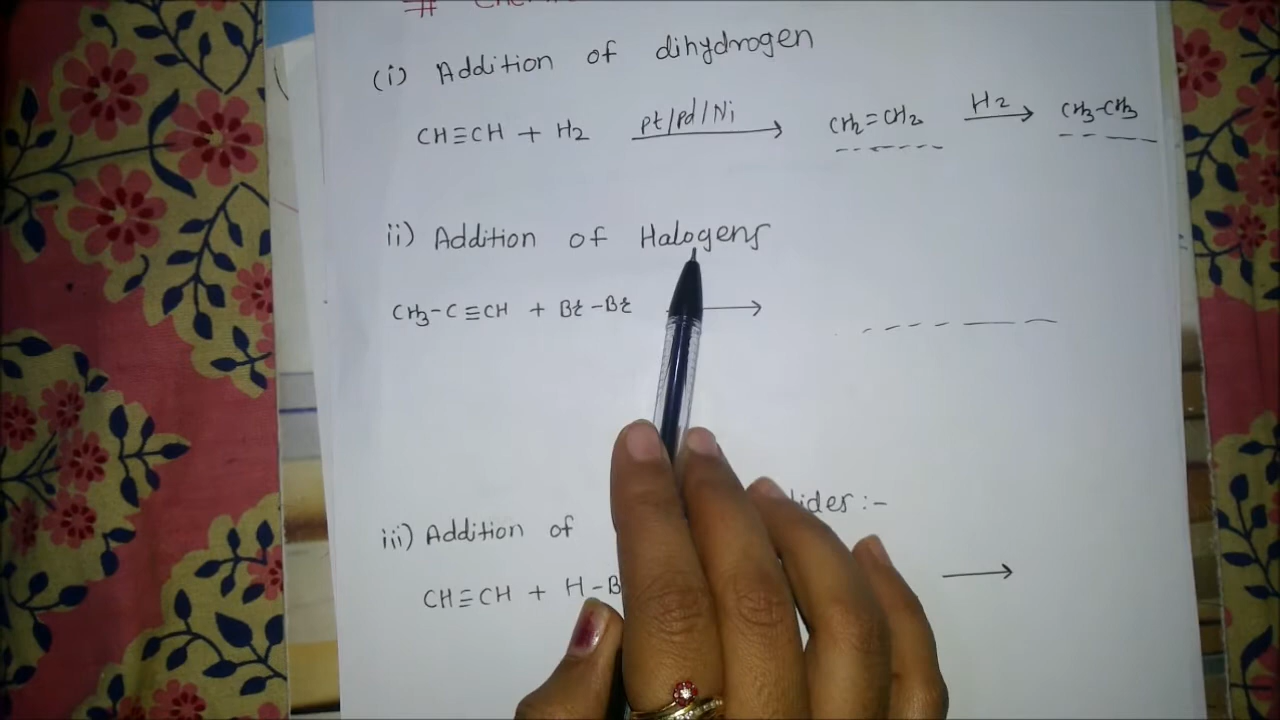 (i) Addition of dihydrogen
CH≡CH + H2 pt/pd/Ni → CH2=CH2 H2 → CH3-CH3
ii) Addition of Halogens
CH3-C≡CH + Br-Br →
iii) Addition of
CH≡CH + H-B →